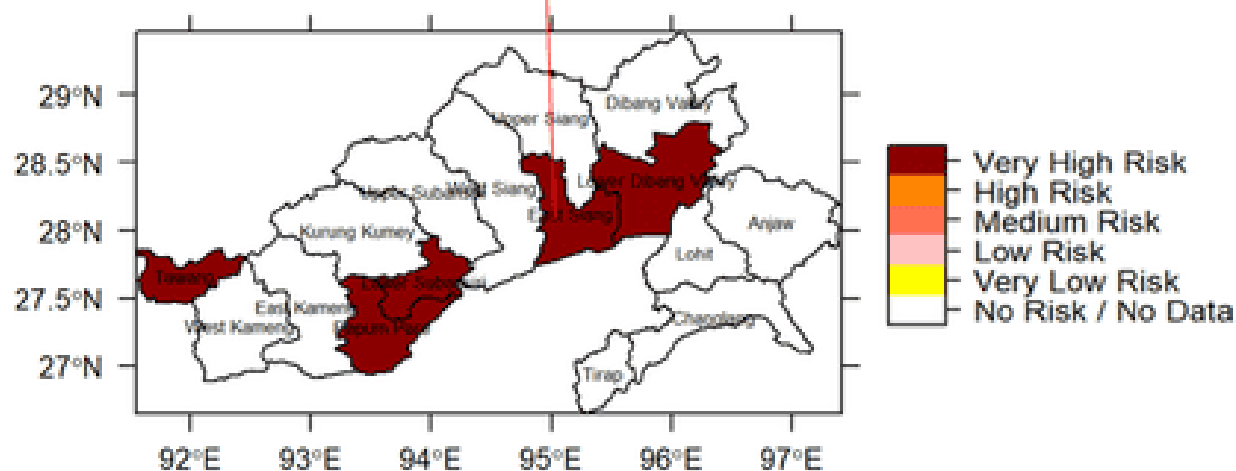 29°N
28.5°N
28°N
27.5°N
27°N
92°E
93°E
94°E
95°E
96°E
97°E
Dibang Valley
Upper Siang
Lower Dibang Valley
Upper Subansiri
West Siang
East Siang
Anjaw
Kurung Kumey
Lohit
Tawang
Lower Subansiri
East Kameng
West Kameng
Papum Pare
Changlang
Tirap
Very High Risk
High Risk
Medium Risk
Low Risk
Very Low Risk
No Risk / No Data